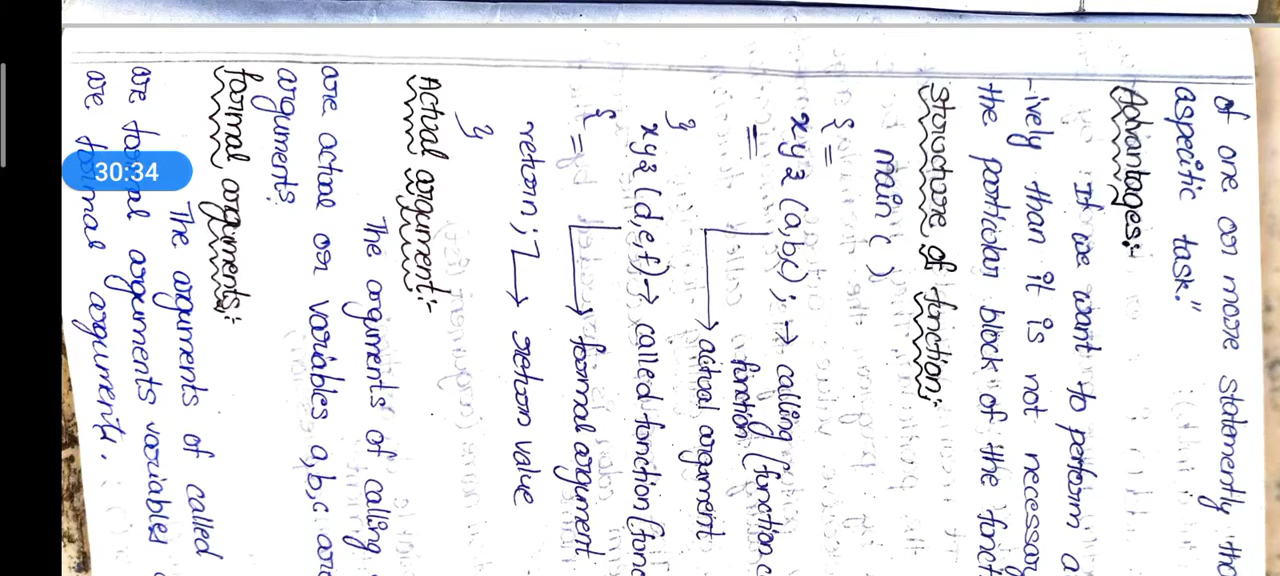 of one or more statemently the
aspecific task."
Advantages:-
If we want to perform a
-ively than it is not necessary
the particular block of the funct
Structure of function:-
main( )
{ =
xyz (a,b,c) ; → calling (function c
= function
→ actual argument
}
xyz (d,e,f) → called function (func
{ =
→ formal argument
return ; → return value
}
Actual argument:-
The arguments of calling
are actual or variables a,b,c are
arguments.
formal arguments:-
The arguments of called
are formal arguments variables
are formal arguments.
30:34